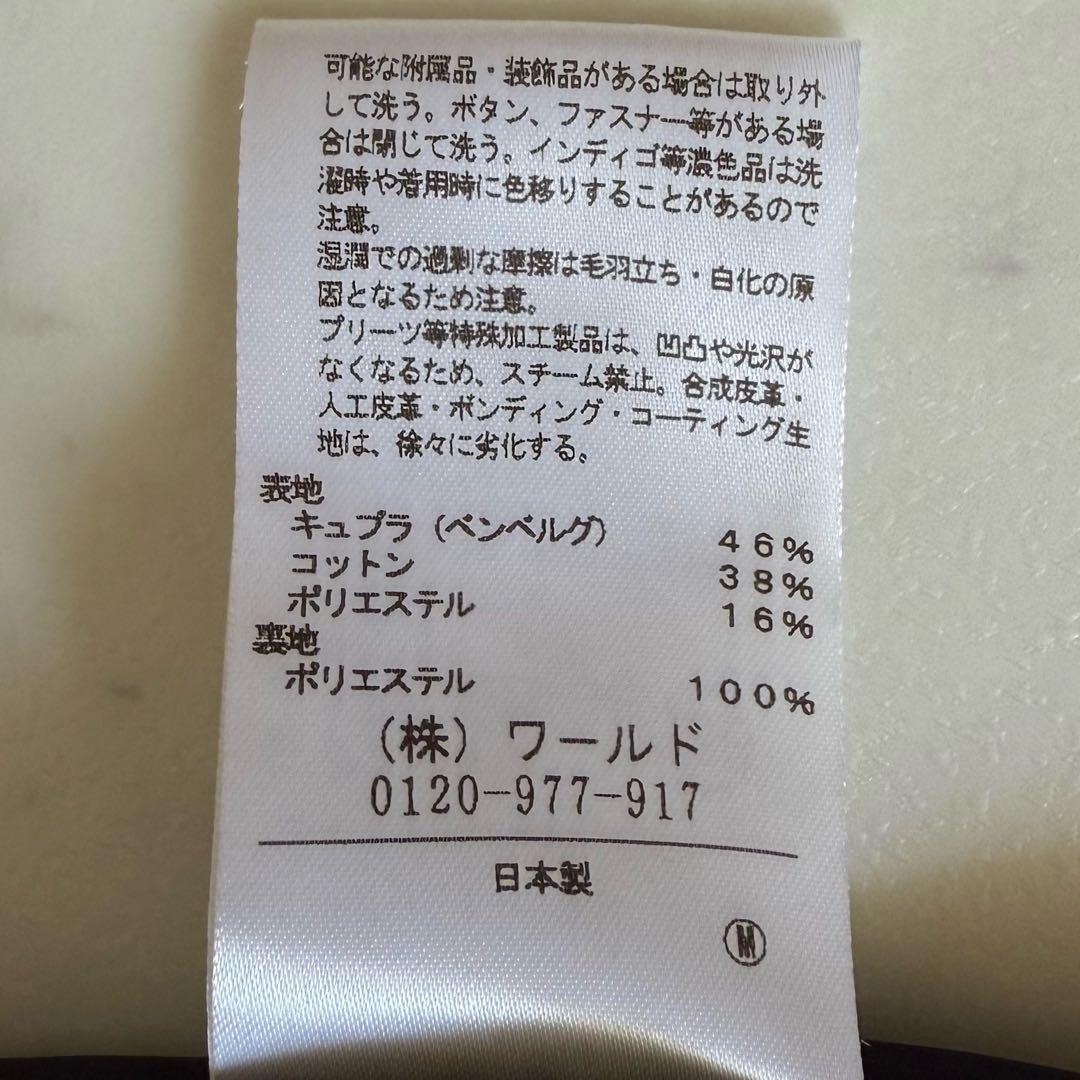 可能な附属品・装飾品がある場合は取り外
して洗う。ボタン、ファスナー等がある場
合は閉じて洗う。インディゴ等濃色品は洗
濯時や着用時に色移りすることがあるので
注意。
湿潤での過剰な摩擦は毛羽立ち・白化の原
因となるため注意。
プリーツ等特殊加工製品は、凹凸や光沢が
なくなるため、スチーム禁止。合成皮革・
人工皮革・ボンディング・コーティング生
地は、徐々に劣化する。
表地
キュプラ（ベンベルグ） 46%
コットン 38%
ポリエステル 16%
裏地
ポリエステル 100%
（株）ワールド
0120-977-917
日本製
Ⓜ